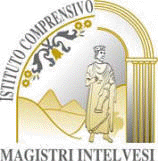 ISTITUTO COMPRENSIVO
MAGISTRI INTELVESI